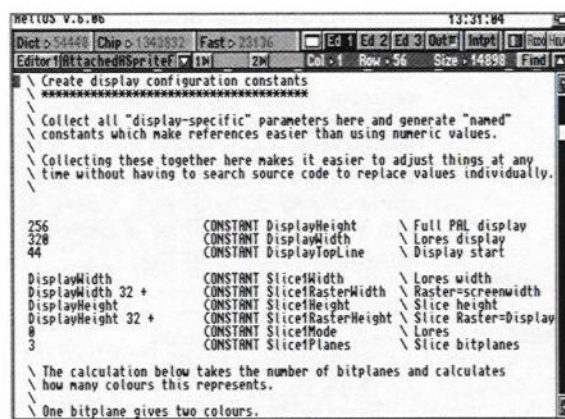 HeliOS V.6.06 13:31:04
Dict > 54448 Chip > 1343832 Fast > 23136 Ed 1 Ed 2 Ed 3 Out Intpt
Editor1 AttachedHSpriteF 1 2 Col > 1 Row > 56 Size > 14898 Find
\ Create display configuration constants
\ **************************************
\
\
\ Collect all "display-specific" parameters here and generate "named"
\ constants which make references easier than using numeric values.
\
\ Collecting these together here makes it easier to adjust things at any
\ time without having to search source code to replace values individually.
\
256 CONSTANT DisplayHeight \ Full PAL display
320 CONSTANT DisplayWidth \ Lores display
44 CONSTANT DisplayTopLine \ Display start
DisplayWidth CONSTANT Slice1Width \ Lores width
DisplayWidth 32 + CONSTANT Slice1RasterWidth \ Raster=screenwidth
DisplayHeight CONSTANT Slice1Height \ Slice height
DisplayHeight 32 + CONSTANT Slice1RasterHeight \ Slice Raster=Display
0 CONSTANT Slice1Mode \ Lores
3 CONSTANT Slice1Planes \ Slice bitplanes
\ The calculation below takes the number of bitplanes and calculates
\ how many colours this represents.
\
\ One bitplane gives two colours.